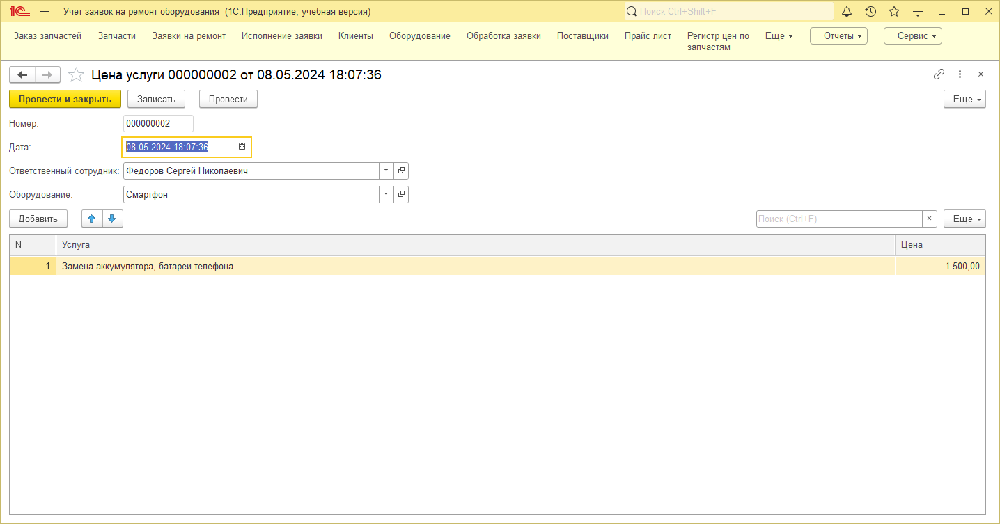 1С Учет заявок на ремонт оборудования (1С:Предприятие, учебная версия) Поиск Ctrl+Shift+F
Заказ запчастей Запчасти Заявки на ремонт Исполнение заявки Клиенты Оборудование Обработка заявки Поставщики Прайс лист Регистр цен по запчастям Еще Отчеты Сервис
Цена услуги 000000002 от 08.05.2024 18:07:36
Провести и закрыть Записать Провести Еще
Номер: 000000002
Дата: 08.05.2024 18:07:36
Ответственный сотрудник: Федоров Сергей Николаевич
Оборудование: Смартфон
Добавить Поиск (Ctrl+F) × Еще
N Услуга Цена
1 Замена аккумулятора, батареи телефона 1 500,00